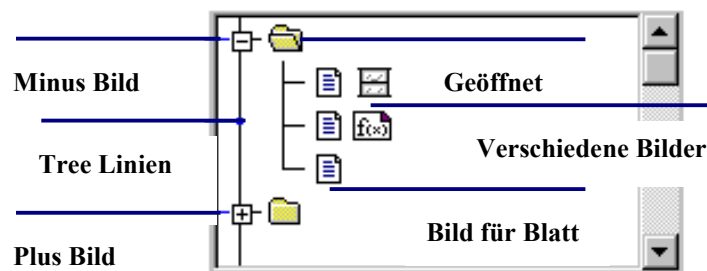 Minus Bild
Geöffnet
f(x)
Verschiedene Bilder
Tree Linien
Bild für Blatt
Plus Bild